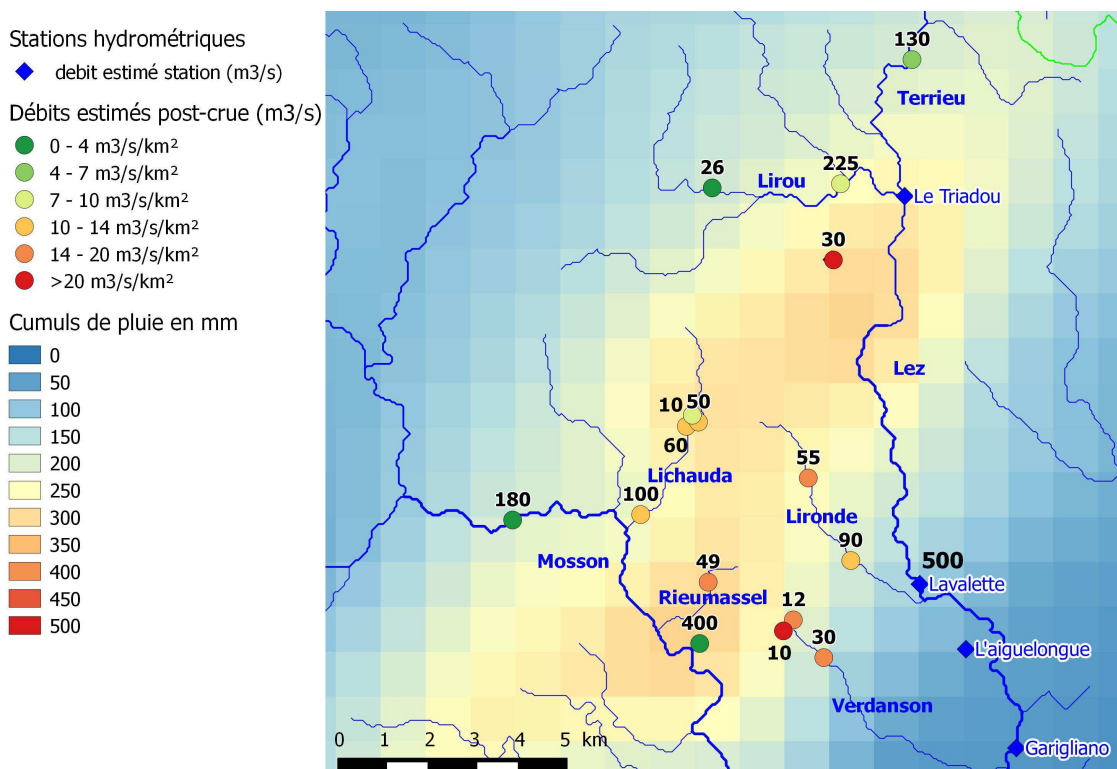 Stations hydrométriques
debit estimé station (m3/s)
Débits estimés post-crue (m3/s)
0 - 4 m3/s/km²
4 - 7 m3/s/km²
7 - 10 m3/s/km²
10 - 14 m3/s/km²
14 - 20 m3/s/km²
>20 m3/s/km²
Cumuls de pluie en mm
0
50
100
150
200
250
300
350
400
450
500
130
Terrieu
26
225
Lirou
Le Triadou
30
Lez
10 50
60
Lichauda
55
180
100
Lironde
90
Mosson
49
500
Lavalette
Rieumassel
12
400
10
30
L'aiguelongue
Verdanson
Garigliano
0 1 2 3 4 5 km